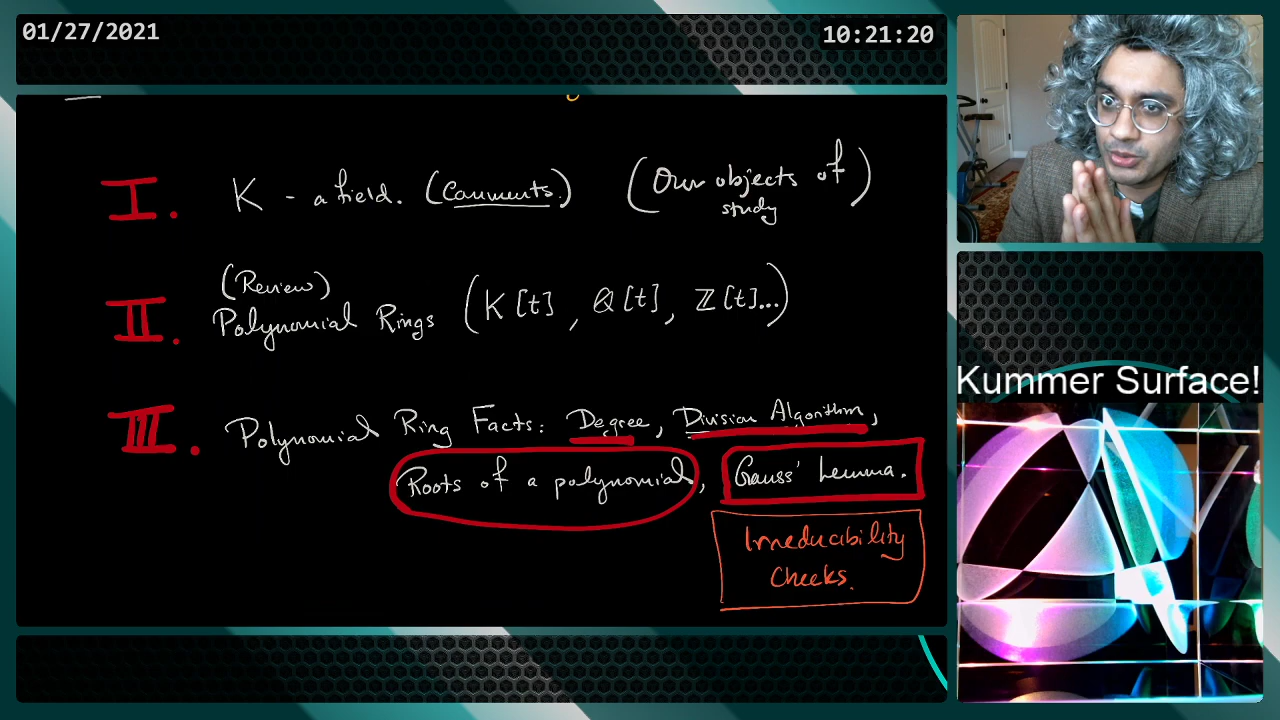 01/27/2021
10:21:20
I. K - a field. (Comments.) (Our objects of study)
(Review)
II. Polynomial Rings (K[t], ℚ[t], ℤ[t]...)
III. Polynomial Ring Facts: Degree, Division Algorithm,
Roots of a polynomial, Gauss' Lemma.
Irreducibility
Checks.
Kummer Surface!